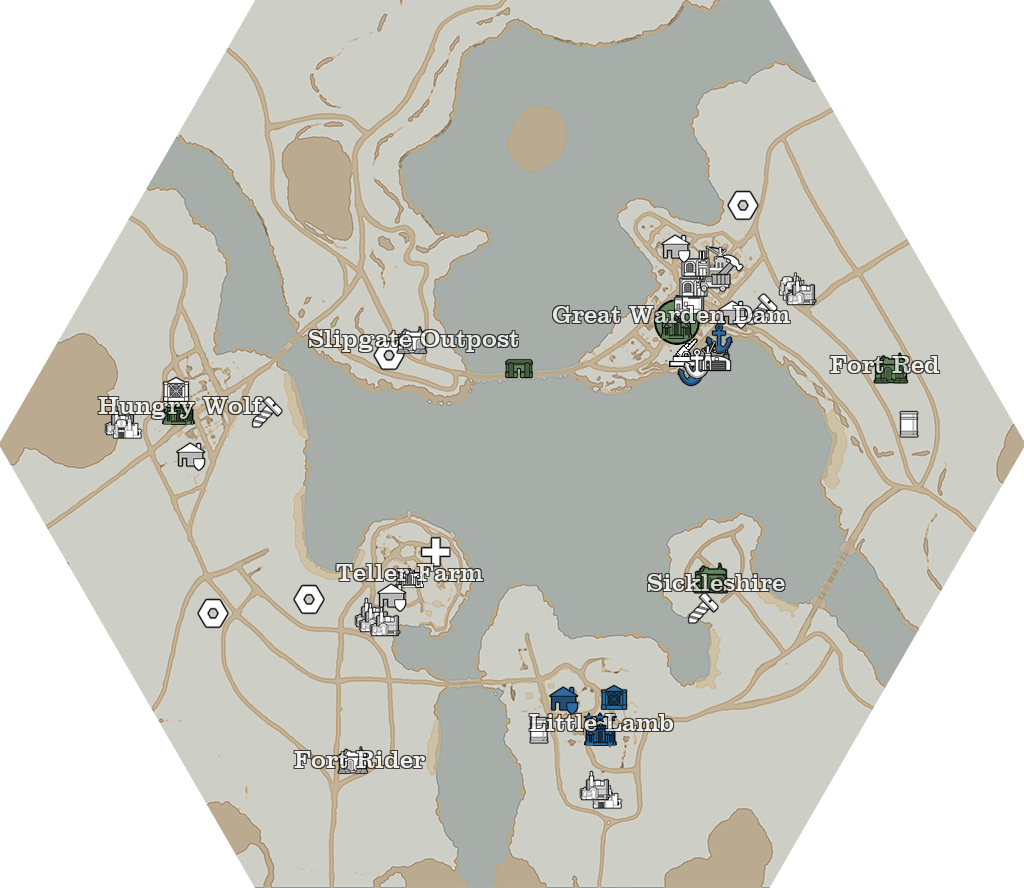 Great Warden Dam
Slipgate Outpost
Fort Red
Hungry Wolf
Teller Farm
Sickleshire
Little Lamb
Fort Rider